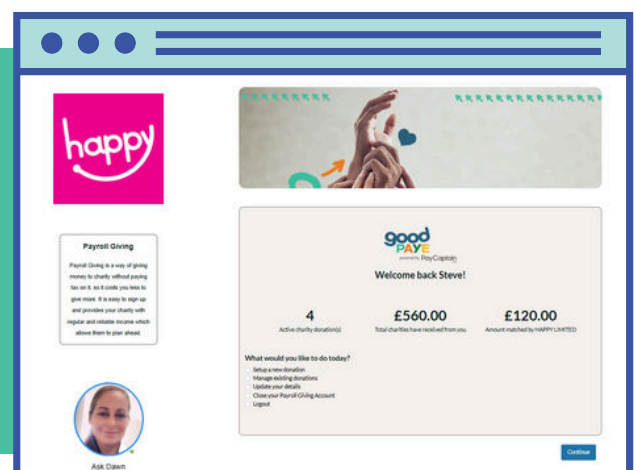 happy
Payroll Giving
Payroll Giving is a way of giving
money to charity without paying
tax on it, so it costs you less to
give more. It is easy to sign up
and provides your charity with
regular and reliable income which
allows them to plan ahead.
Ask Dawn
good
PAYE
powered by PayCaptain
Welcome back Steve!
4
Active charity donation(s)
£560.00
Total charities have received from you
£120.00
Amount matched by HAPPY LIMITED
What would you like to do today?
Setup a new donation
Manage existing donations
Update your details
Close your Payroll Giving Account
Logout
Continue